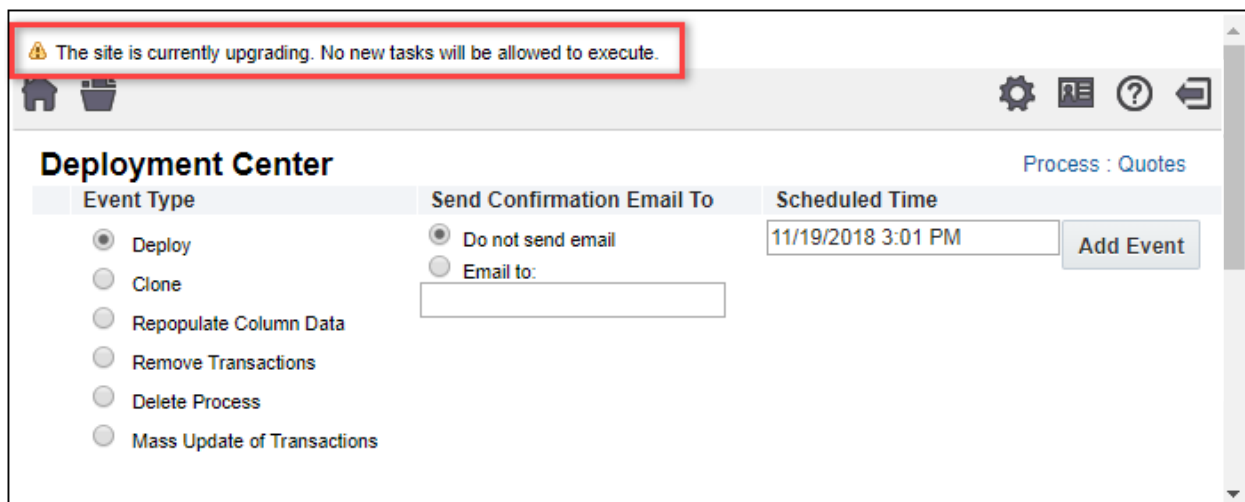 The site is currently upgrading. No new tasks will be allowed to execute.
Deployment Center
Process : Quotes
Event Type Send Confirmation Email To Scheduled Time
Deploy Do not send email 11/19/2018 3:01 PM Add Event
Clone Email to:
Repopulate Column Data
Remove Transactions
Delete Process
Mass Update of Transactions